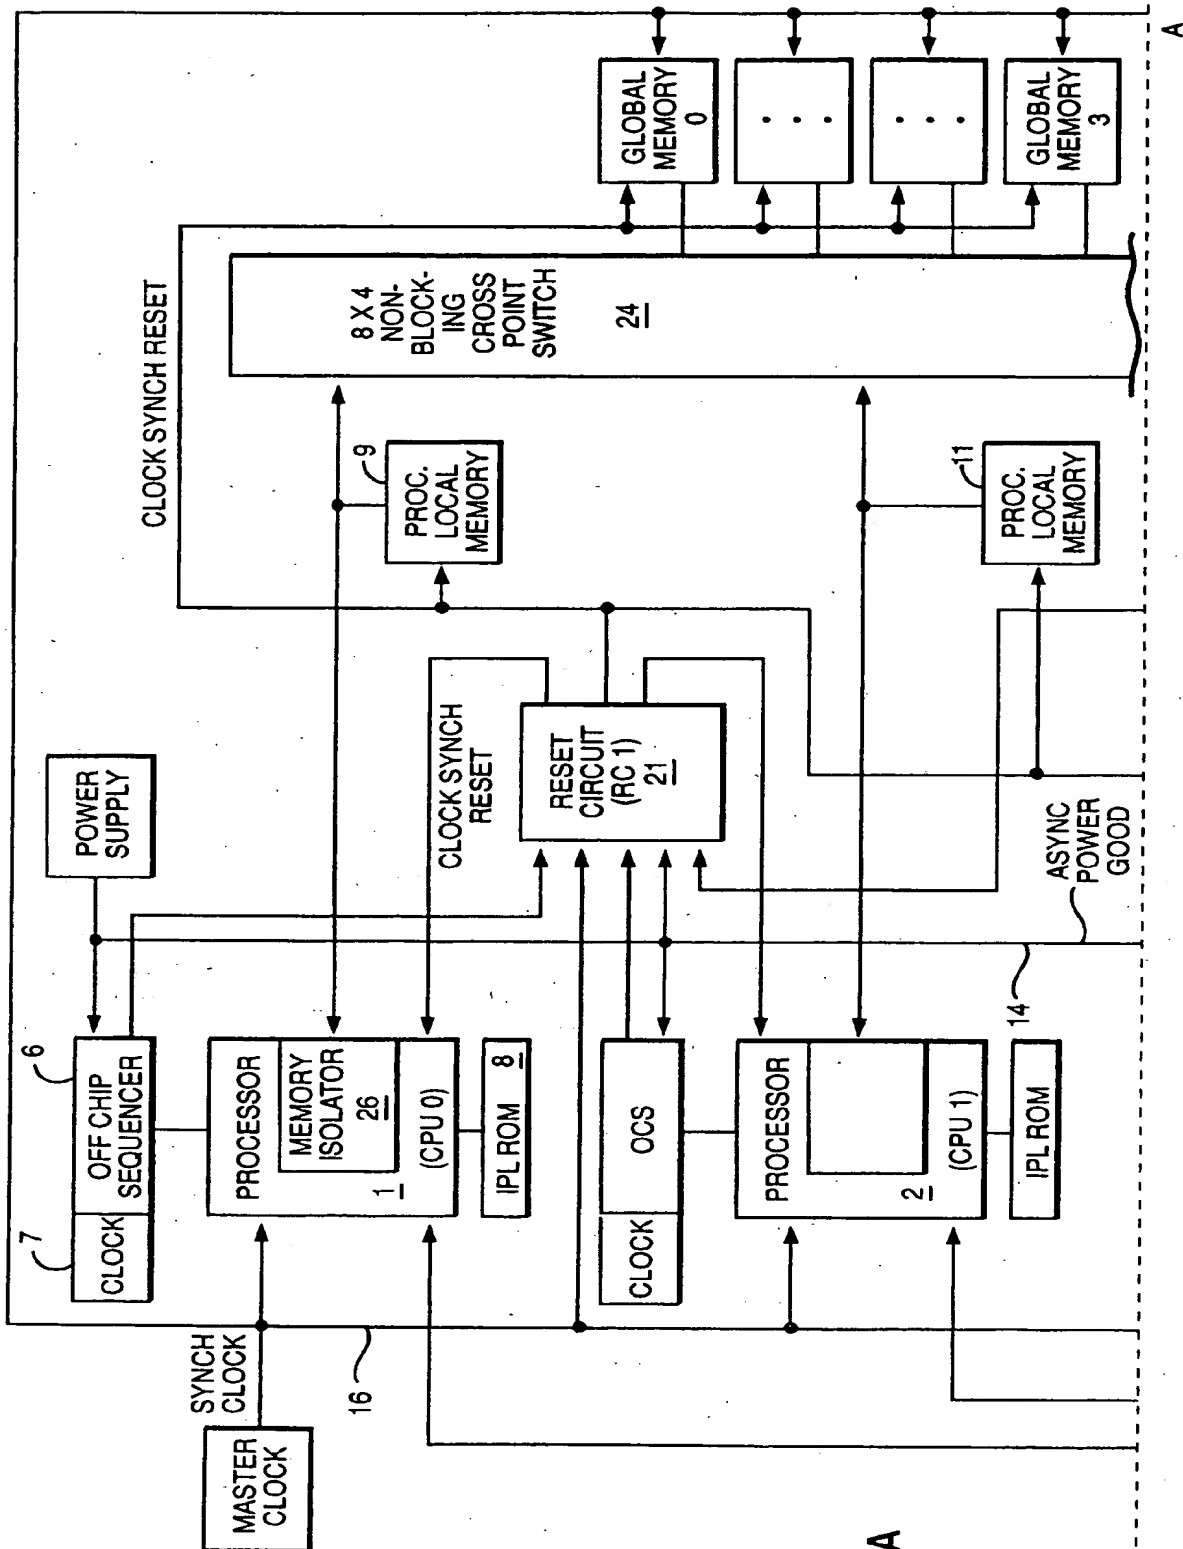 MASTER
CLOCK
SYNCH
CLOCK
16
7
CLOCK
6
OFF CHIP
SEQUENCER
POWER
SUPPLY
PROCESSOR
MEMORY
ISOLATOR
26
1
(CPU 0)
IPL ROM
8
CLOCK
OCS
PROCESSOR
2
(CPU 1)
IPL ROM
14
ASYNC
POWER
GOOD
CLOCK SYNCH
RESET
RESET
CIRCUIT
(RC 1)
21
CLOCK SYNCH RESET
9
PROC.
LOCAL
MEMORY
11
PROC.
LOCAL
MEMORY
8 X 4
NON-
BLOCK-
ING
CROSS
POINT
SWITCH
24
GLOBAL
MEMORY
0
. . .
. . .
GLOBAL
MEMORY
3
A
A